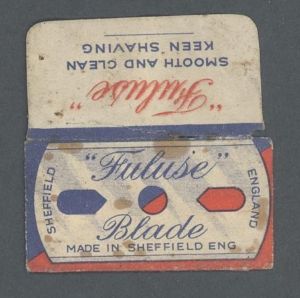 "Fuluse"
SMOOTH AND CLEAN
KEEN SHAVING
"Fuluse"
SHEFFIELD
ENGLAND
Blade
MADE IN SHEFFIELD ENG